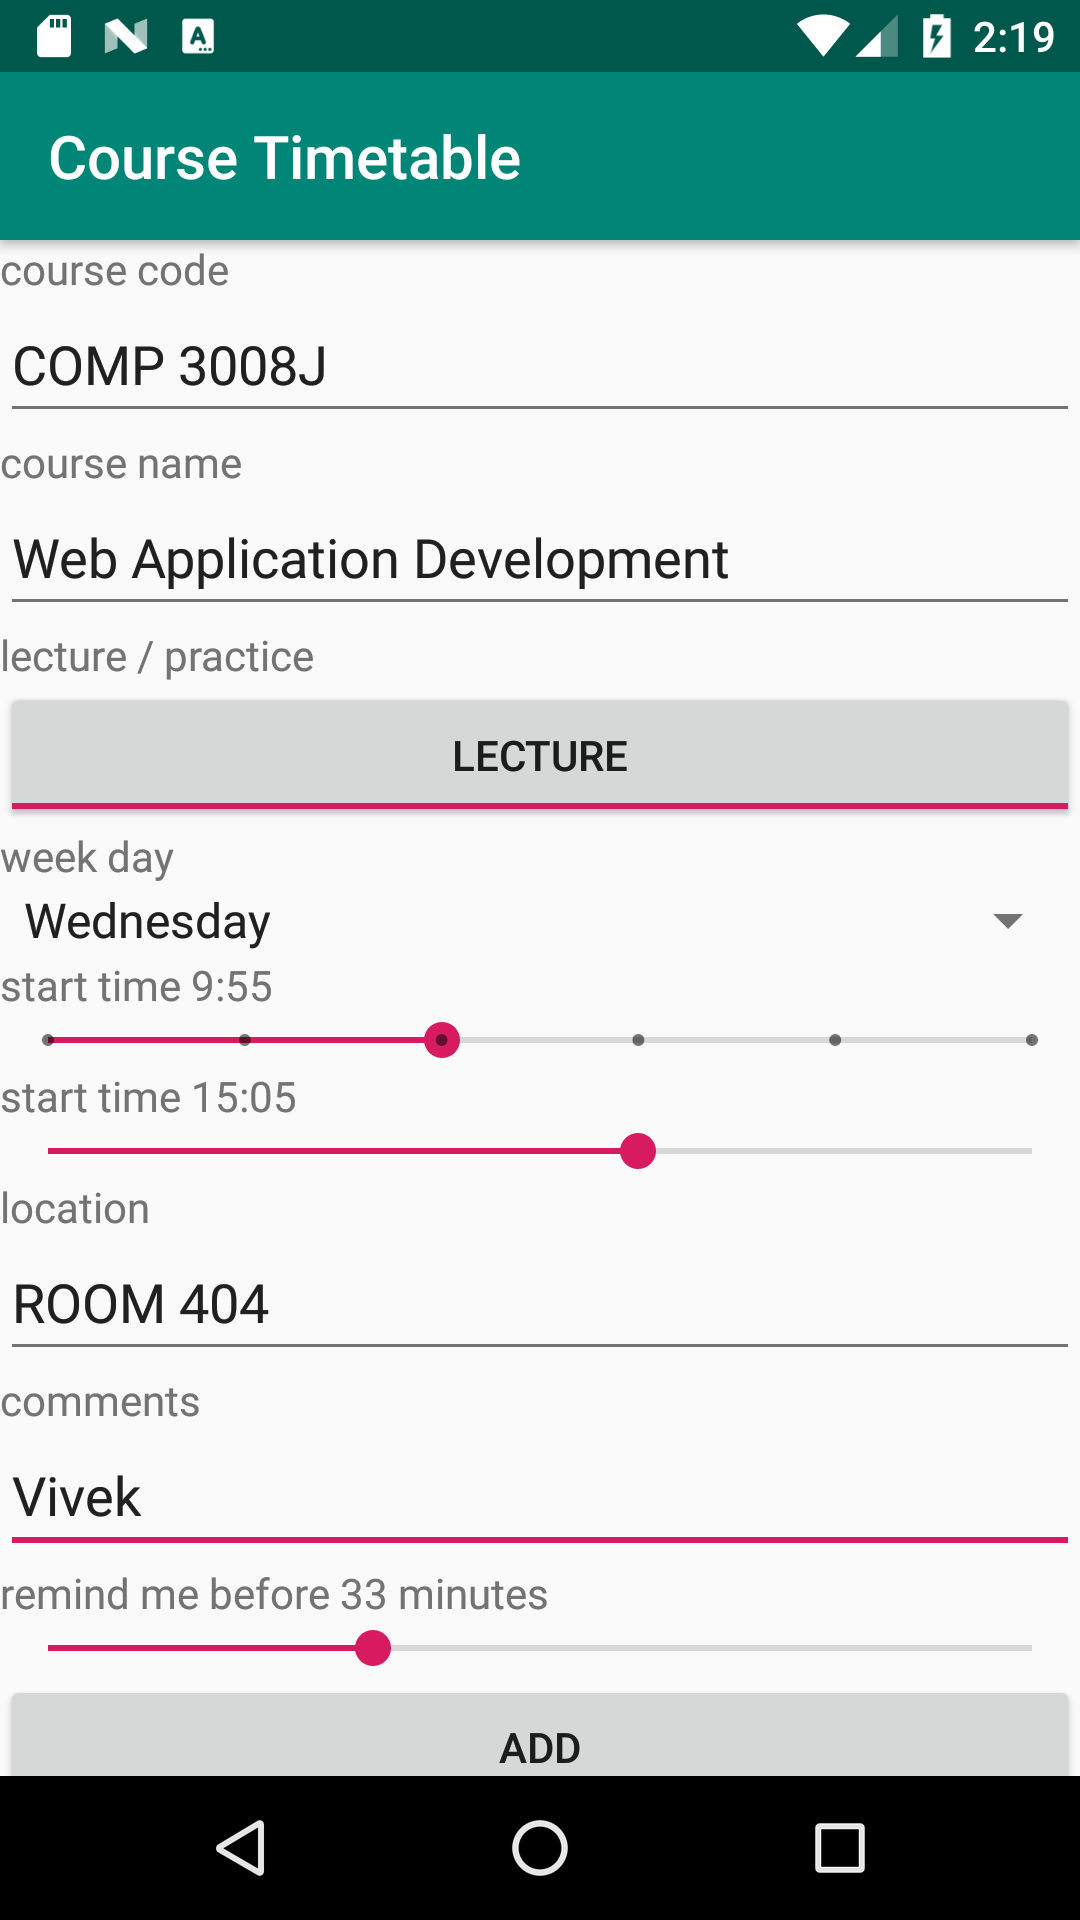 2:19
Course Timetable
course code
COMP 3008J
course name
Web Application Development
lecture / practice
LECTURE
week day
Wednesday
start time 9:55
start time 15:05
location
ROOM 404
comments
Vivek
remind me before 33 minutes
ADD